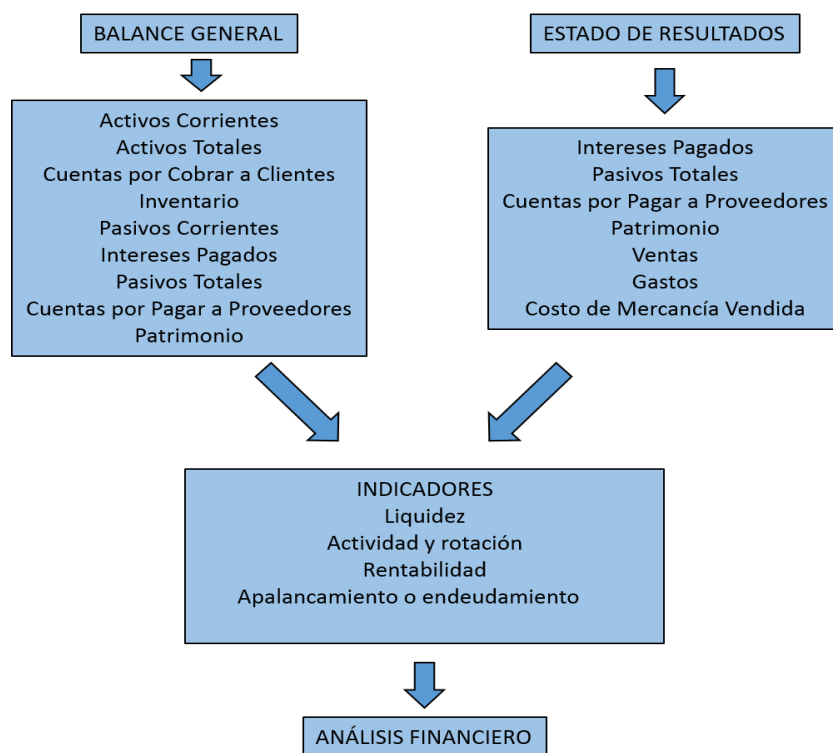 BALANCE GENERAL
Activos Corrientes
Activos Totales
Cuentas por Cobrar a Clientes
Inventario
Pasivos Corrientes
Intereses Pagados
Pasivos Totales
Cuentas por Pagar a Proveedores
Patrimonio
ESTADO DE RESULTADOS
Intereses Pagados
Pasivos Totales
Cuentas por Pagar a Proveedores
Patrimonio
Ventas
Gastos
Costo de Mercancía Vendida
INDICADORES
Liquidez
Actividad y rotación
Rentabilidad
Apalancamiento o endeudamiento
ANÁLISIS FINANCIERO